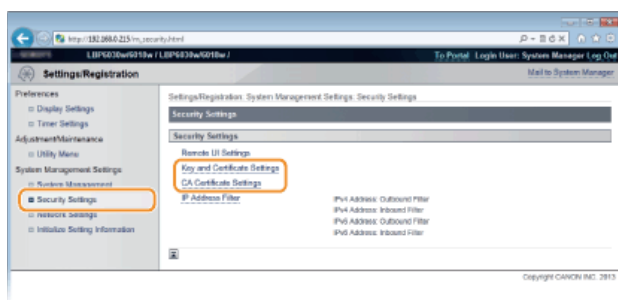 http://192.168.0.215/m_security.html
LBP6030w/6018w / LBP6030w/6018w /
To Portal Login User: System Manager Log Out
Settings/Registration
Mail to System Manager
Preferences
Display Settings
Timer Settings
Adjustment/Maintenance
Utility Menu
System Management Settings
System Management
Security Settings
Network Settings
Initialize Setting Information
Settings/Registration: System Management Settings: Security Settings
Security Settings
Security Settings
Remote UI Settings
Key and Certificate Settings
CA Certificate Settings
IP Address Filter
IPv4 Address: Outbound Filter
IPv4 Address: Inbound Filter
IPv6 Address: Outbound Filter
IPv6 Address: Inbound Filter
Copyright CANON INC. 2013